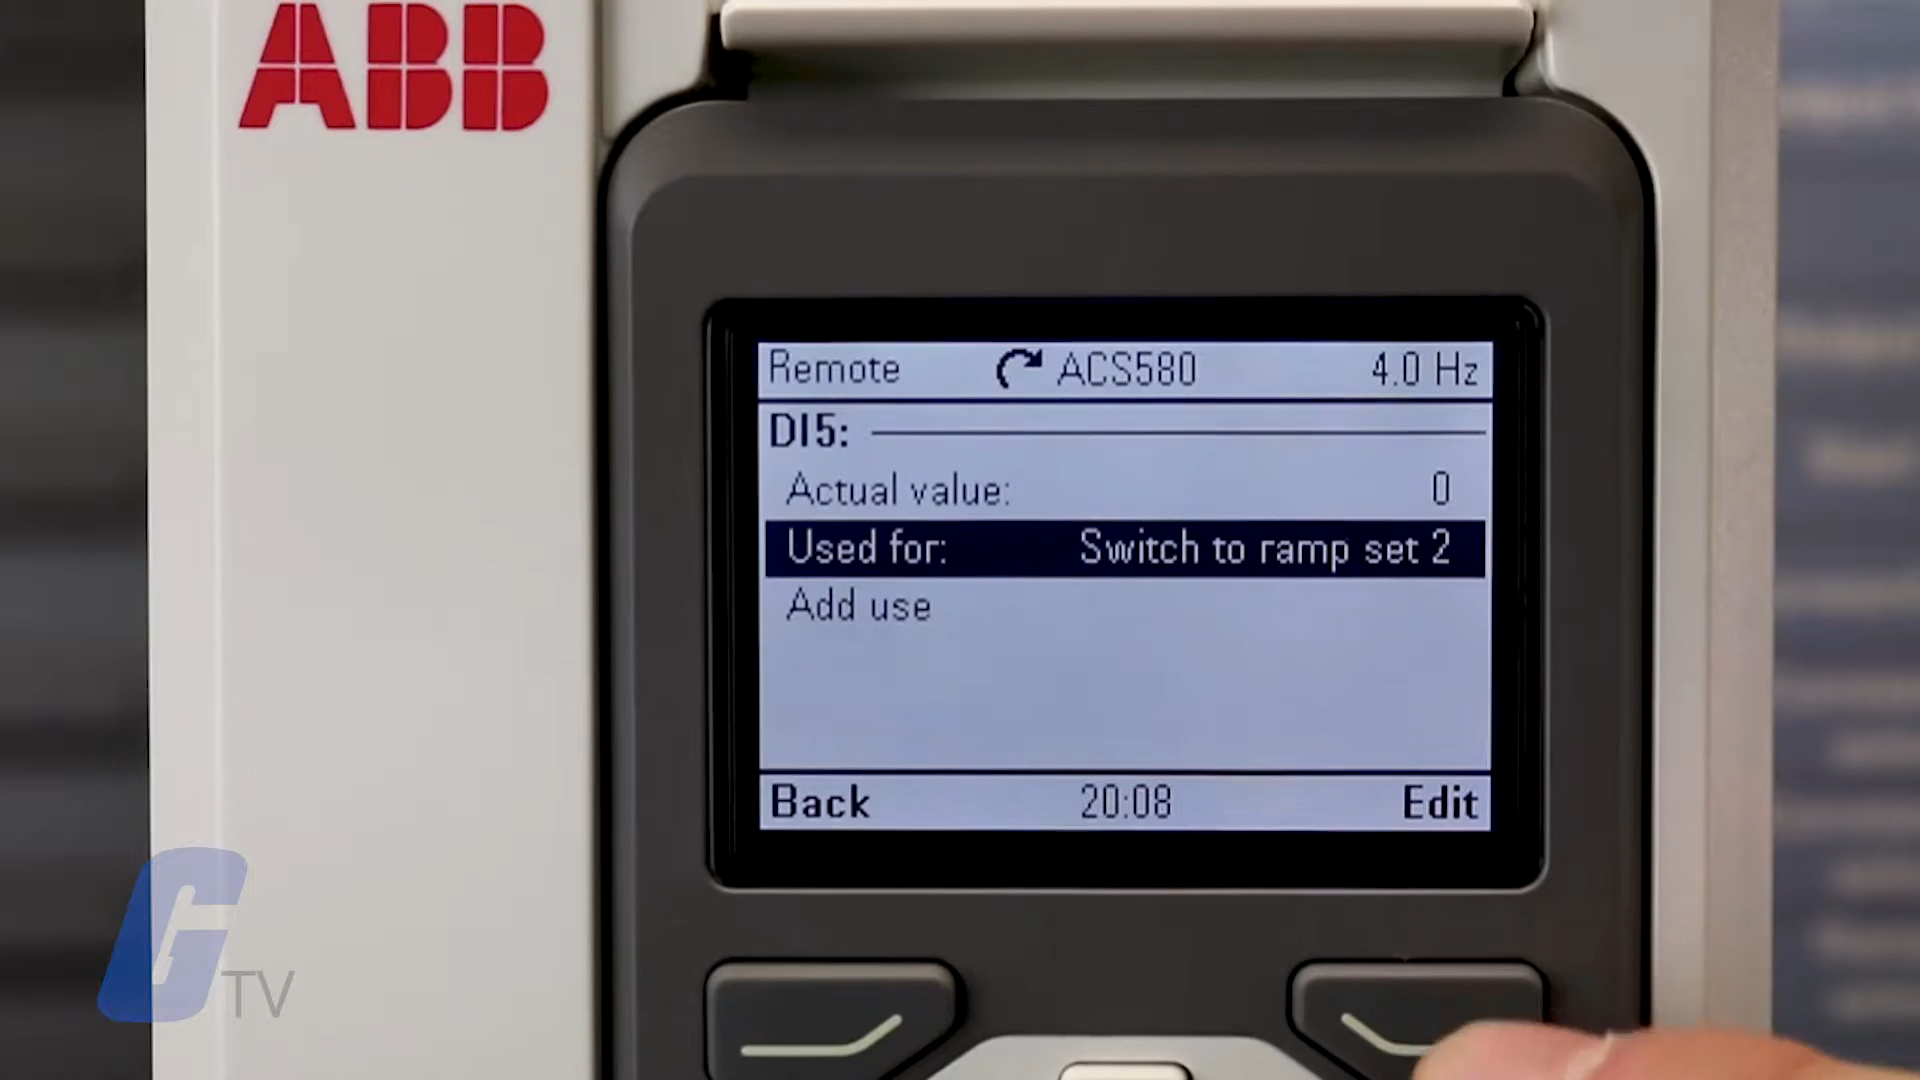 ABB
Remote ACS580 4.0 Hz
DI5:
Actual value: 0
Used for: Switch to ramp set 2
Add use
Back 20:08 Edit
G TV